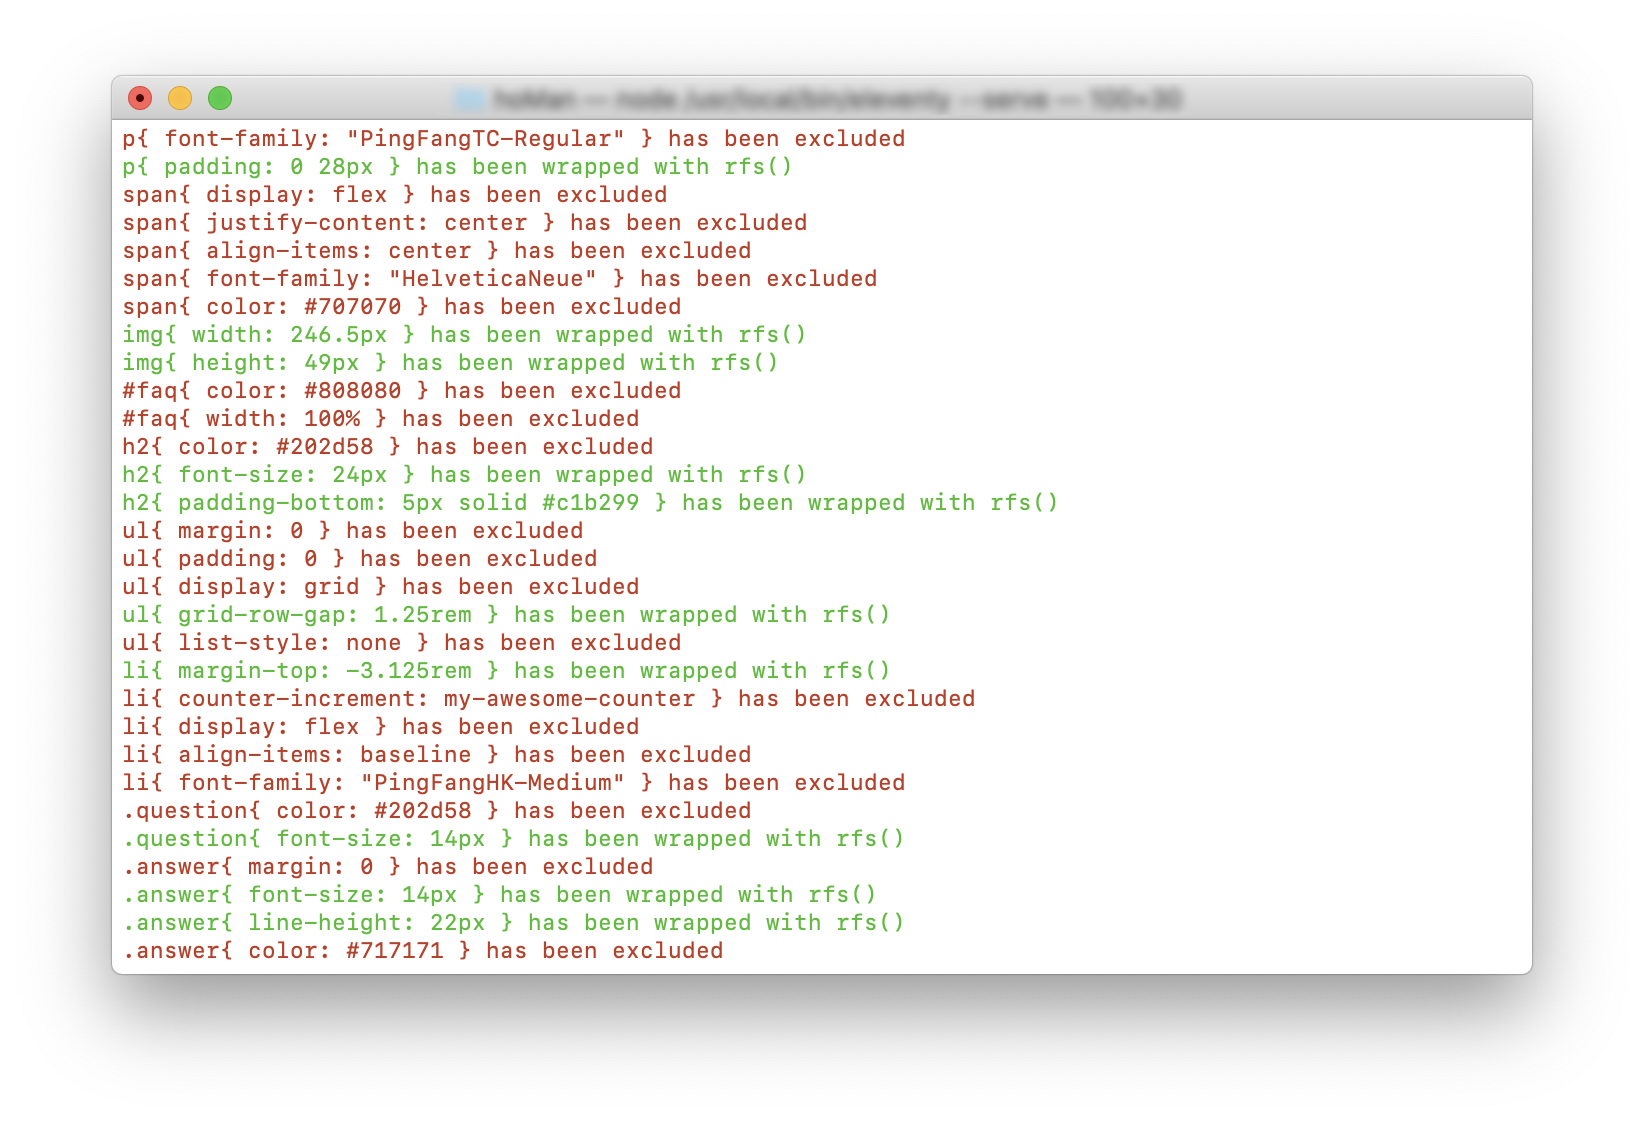 hoMan — node /usr/local/bin/eleventy --serve — 100×30
p{ font-family: "PingFangTC-Regular" } has been excluded
p{ padding: 0 28px } has been wrapped with rfs()
span{ display: flex } has been excluded
span{ justify-content: center } has been excluded
span{ align-items: center } has been excluded
span{ font-family: "HelveticaNeue" } has been excluded
span{ color: #707070 } has been excluded
img{ width: 246.5px } has been wrapped with rfs()
img{ height: 49px } has been wrapped with rfs()
#faq{ color: #808080 } has been excluded
#faq{ width: 100% } has been excluded
h2{ color: #202d58 } has been excluded
h2{ font-size: 24px } has been wrapped with rfs()
h2{ padding-bottom: 5px solid #c1b299 } has been wrapped with rfs()
ul{ margin: 0 } has been excluded
ul{ padding: 0 } has been excluded
ul{ display: grid } has been excluded
ul{ grid-row-gap: 1.25rem } has been wrapped with rfs()
ul{ list-style: none } has been excluded
li{ margin-top: -3.125rem } has been wrapped with rfs()
li{ counter-increment: my-awesome-counter } has been excluded
li{ display: flex } has been excluded
li{ align-items: baseline } has been excluded
li{ font-family: "PingFangHK-Medium" } has been excluded
.question{ color: #202d58 } has been excluded
.question{ font-size: 14px } has been wrapped with rfs()
.answer{ margin: 0 } has been excluded
.answer{ font-size: 14px } has been wrapped with rfs()
.answer{ line-height: 22px } has been wrapped with rfs()
.answer{ color: #717171 } has been excluded